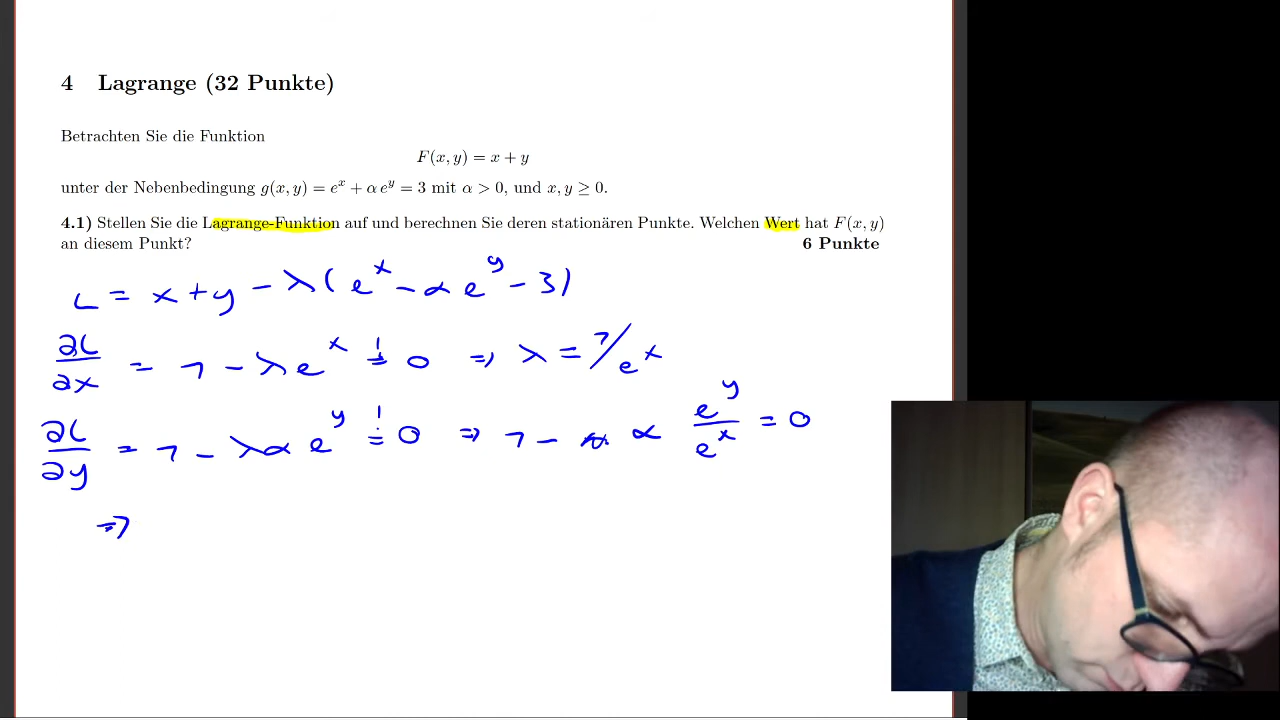 4 Lagrange (32 Punkte)
Betrachten Sie die Funktion
F(x, y) = x + y
unter der Nebenbedingung g(x, y) = e^x + α e^y = 3 mit α > 0, und x, y ≥ 0.
4.1) Stellen Sie die Lagrange-Funktion auf und berechnen Sie deren stationären Punkte. Welchen Wert hat F(x, y)
an diesem Punkt? 6 Punkte
L = x + y - λ(e^x - α e^y - 3)
∂L/∂x = 1 - λe^x != 0 ⇒ λ = 1/e^x
∂L/∂y = 1 - λα e^y != 0 ⇒ 1 - α e^y/e^x = 0
⇒